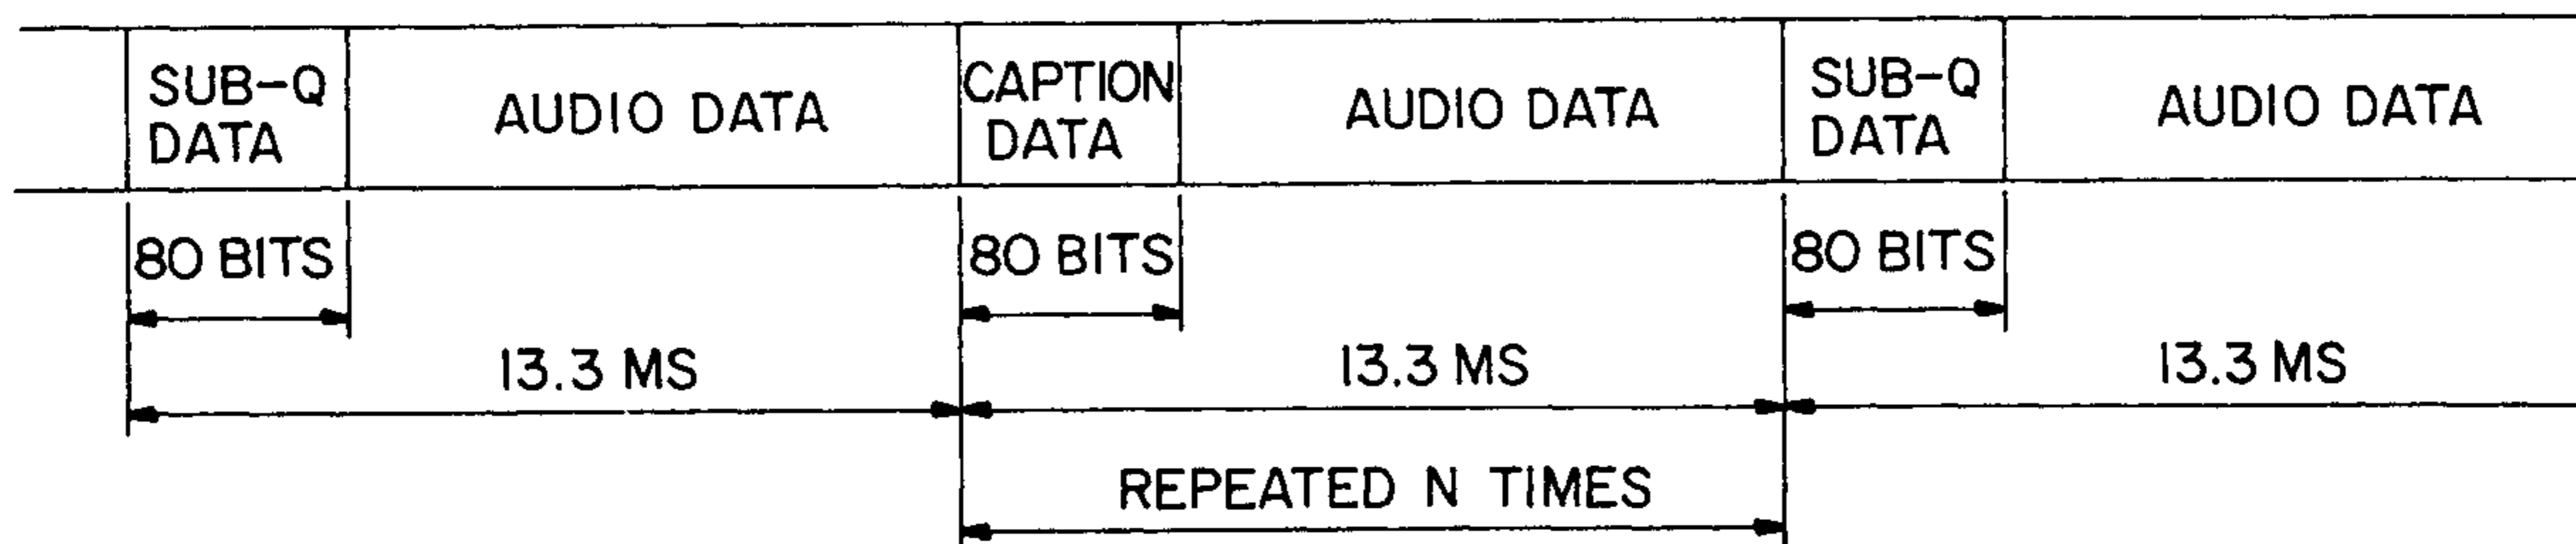 SUB-Q
DATA
AUDIO DATA
CAPTION
DATA
AUDIO DATA
SUB-Q
DATA
AUDIO DATA
80 BITS
80 BITS
80 BITS
13.3 MS
13.3 MS
13.3 MS
REPEATED N TIMES